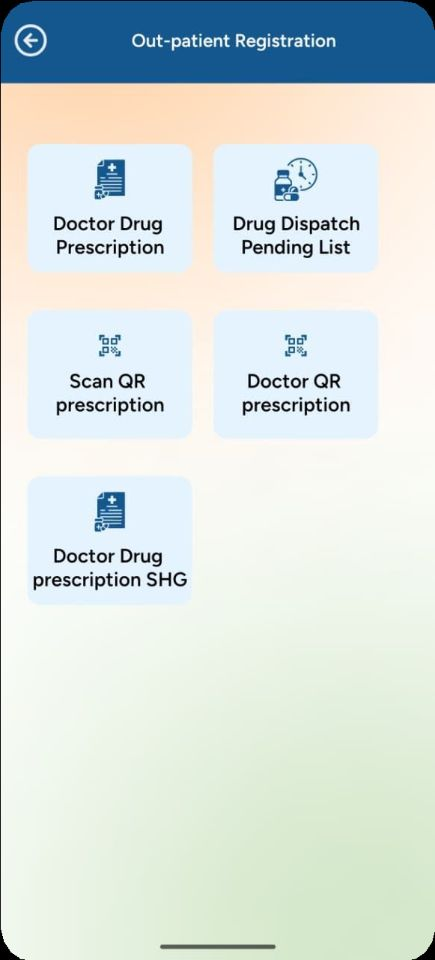 Out-patient Registration
Doctor Drug
Prescription
Drug Dispatch
Pending List
Scan QR
prescription
Doctor QR
prescription
Doctor Drug
prescription SHG